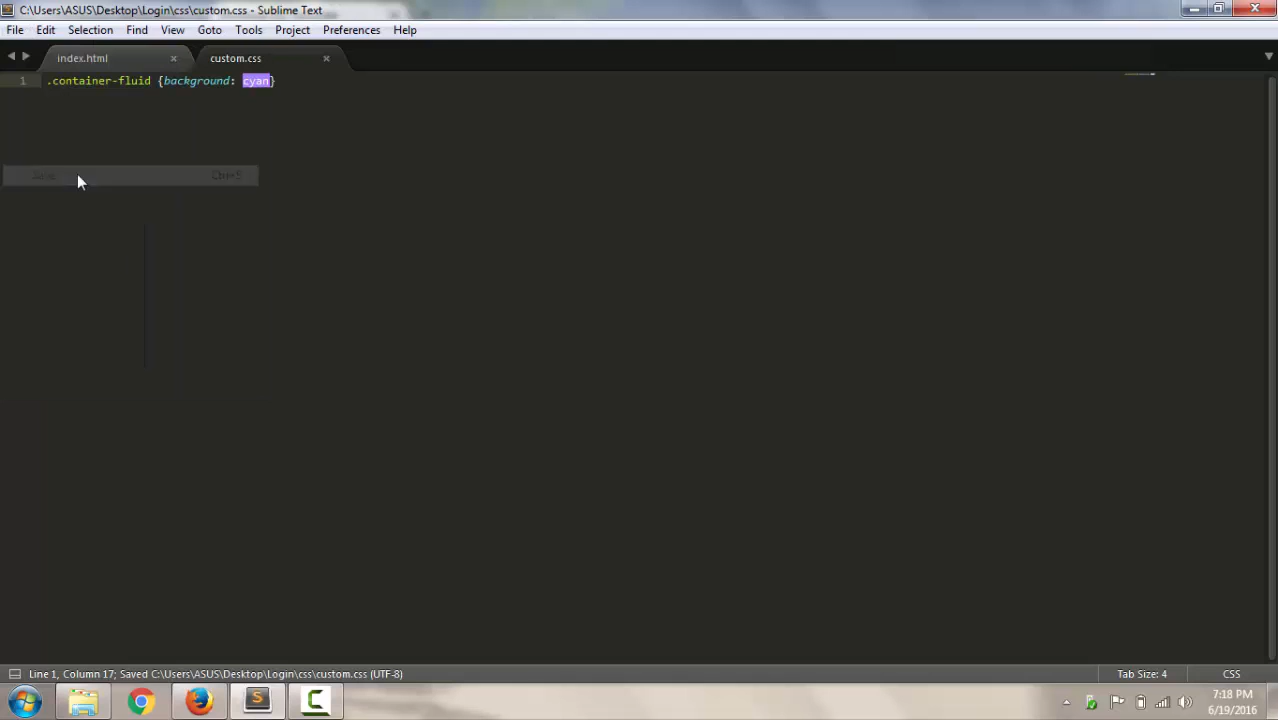 C:\Users\ASUS\Desktop\Login\css\custom.css - Sublime Text
File Edit Selection Find View Goto Tools Project Preferences Help
index.html × custom.css ×
1 .container-fluid {background: cyan}
Save Ctrl+S
Line 1, Column 17; Saved C:\Users\ASUS\Desktop\Login\css\custom.css (UTF-8) Tab Size: 4 CSS
7:18 PM
6/19/2016